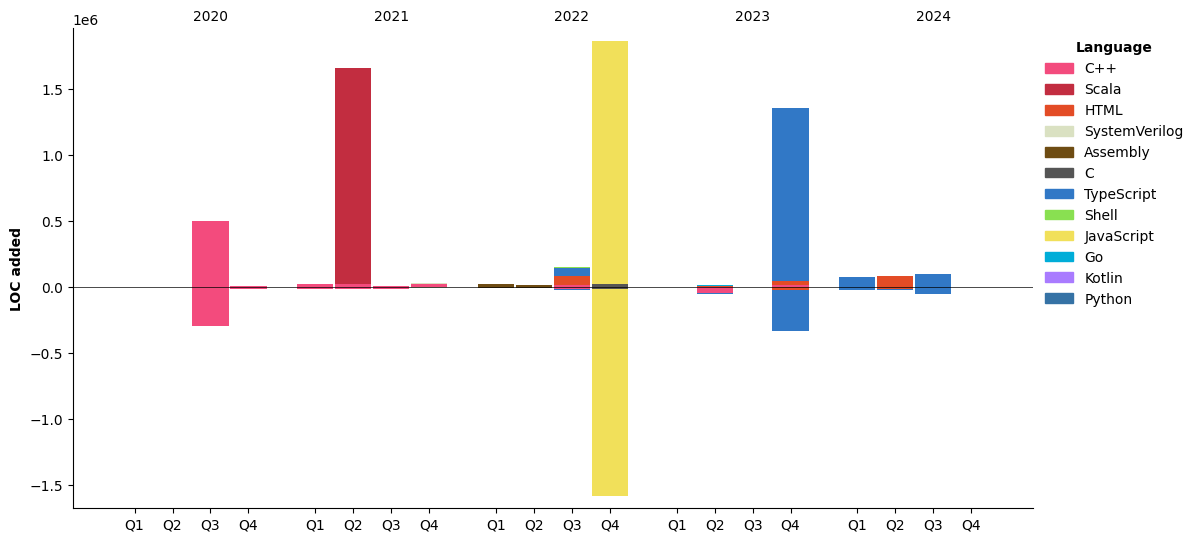 1e6
2020 2021 2022 2023 2024
Language
C++
Scala
HTML
SystemVerilog
Assembly
C
TypeScript
Shell
JavaScript
Go
Kotlin
Python
LOC added
1.5
1.0
0.5
0.0
−0.5
−1.0
−1.5
Q1 Q2 Q3 Q4 Q1 Q2 Q3 Q4 Q1 Q2 Q3 Q4 Q1 Q2 Q3 Q4 Q1 Q2 Q3 Q4